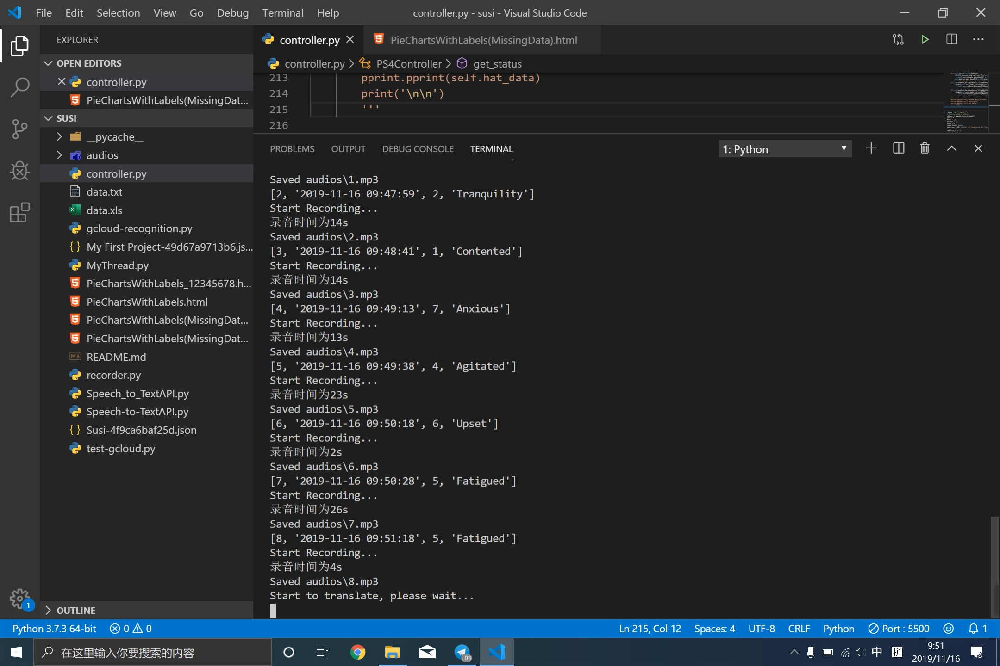 File Edit Selection View Go Debug Terminal Help
controller.py - susi - Visual Studio Code
EXPLORER
OPEN EDITORS
controller.py
PieChartsWithLabels(MissingDat...
SUSI
__pycache__
audios
controller.py
data.txt
data.xls
gcloud-recognition.py
My First Project-49d67a9713b6.js...
MyThread.py
PieChartsWithLabels_12345678.h...
PieChartsWithLabels.html
PieChartsWithLabels(MissingDat...
PieChartsWithLabels(MissingDat...
README.md
recorder.py
Speech_to_TextAPI.py
Speech-to-TextAPI.py
Susi-4f9ca6baf25d.json
test-gcloud.py
OUTLINE
controller.py PieChartsWithLabels(MissingData).html
controller.py PS4Controller get_status
213 pprint.pprint(self.hat_data)
214 print('\n\n')
215 '''
216
PROBLEMS OUTPUT DEBUG CONSOLE TERMINAL 1: Python
Saved audios\1.mp3
[2, '2019-11-16 09:47:59', 2, 'Tranquility']
Start Recording...
录音时间为14s
Saved audios\2.mp3
[3, '2019-11-16 09:48:41', 1, 'Contented']
Start Recording...
录音时间为14s
Saved audios\3.mp3
[4, '2019-11-16 09:49:13', 7, 'Anxious']
Start Recording...
录音时间为13s
Saved audios\4.mp3
[5, '2019-11-16 09:49:38', 4, 'Agitated']
Start Recording...
录音时间为23s
Saved audios\5.mp3
[6, '2019-11-16 09:50:18', 6, 'Upset']
Start Recording...
录音时间为2s
Saved audios\6.mp3
[7, '2019-11-16 09:50:28', 5, 'Fatigued']
Start Recording...
录音时间为26s
Saved audios\7.mp3
[8, '2019-11-16 09:51:18', 5, 'Fatigued']
Start Recording...
录音时间为4s
Saved audios\8.mp3
Start to translate, please wait...
1
Python 3.7.3 64-bit 0 0 Ln 215, Col 12 Spaces: 4 UTF-8 CRLF Python Port : 5500 1
在这里输入你要搜索的内容
..03
中 拼
9:51
2019/11/16